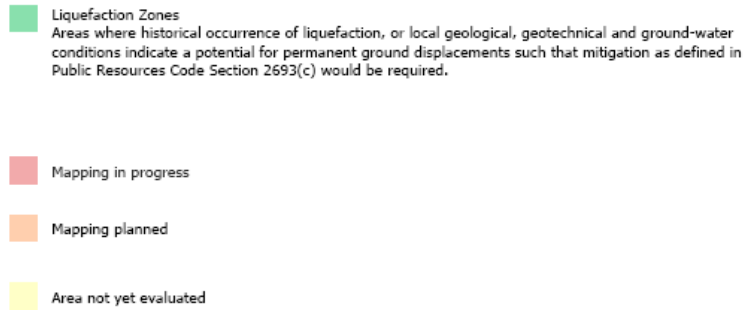 Liquefaction Zones
Areas where historical occurrence of liquefaction, or local geological, geotechnical and ground-water
conditions indicate a potential for permanent ground displacements such that mitigation as defined in
Public Resources Code Section 2693(c) would be required.
Mapping in progress
Mapping planned
Area not yet evaluated